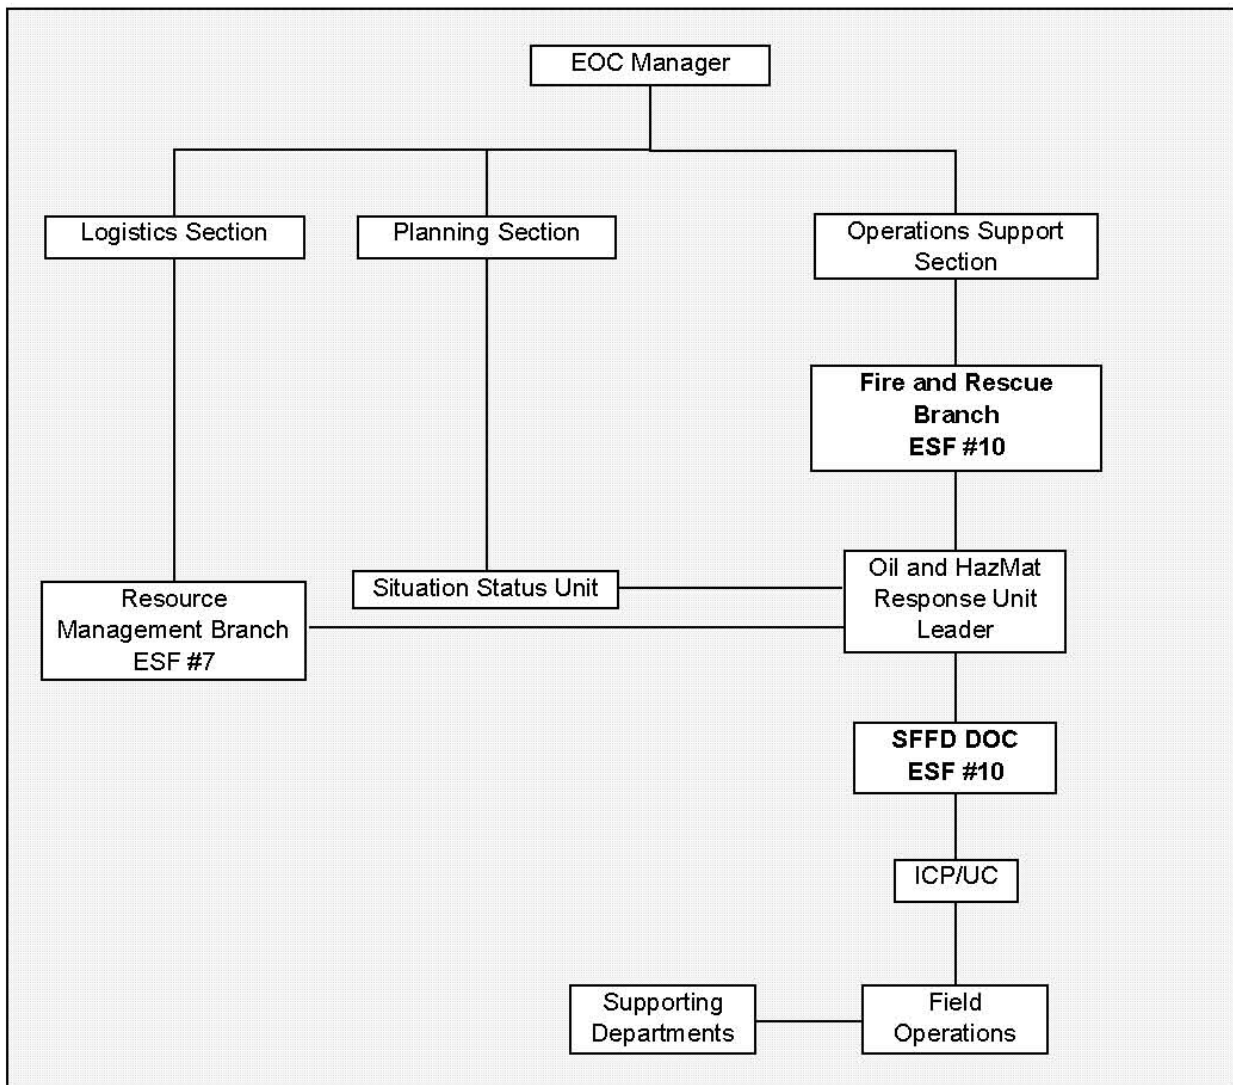 EOC Manager
Logistics Section
Planning Section
Operations Support
Section
Fire and Rescue
Branch
ESF #10
Situation Status Unit
Oil and HazMat
Response Unit
Leader
Resource
Management Branch
ESF #7
SFFD DOC
ESF #10
ICP/UC
Supporting
Departments
Field
Operations